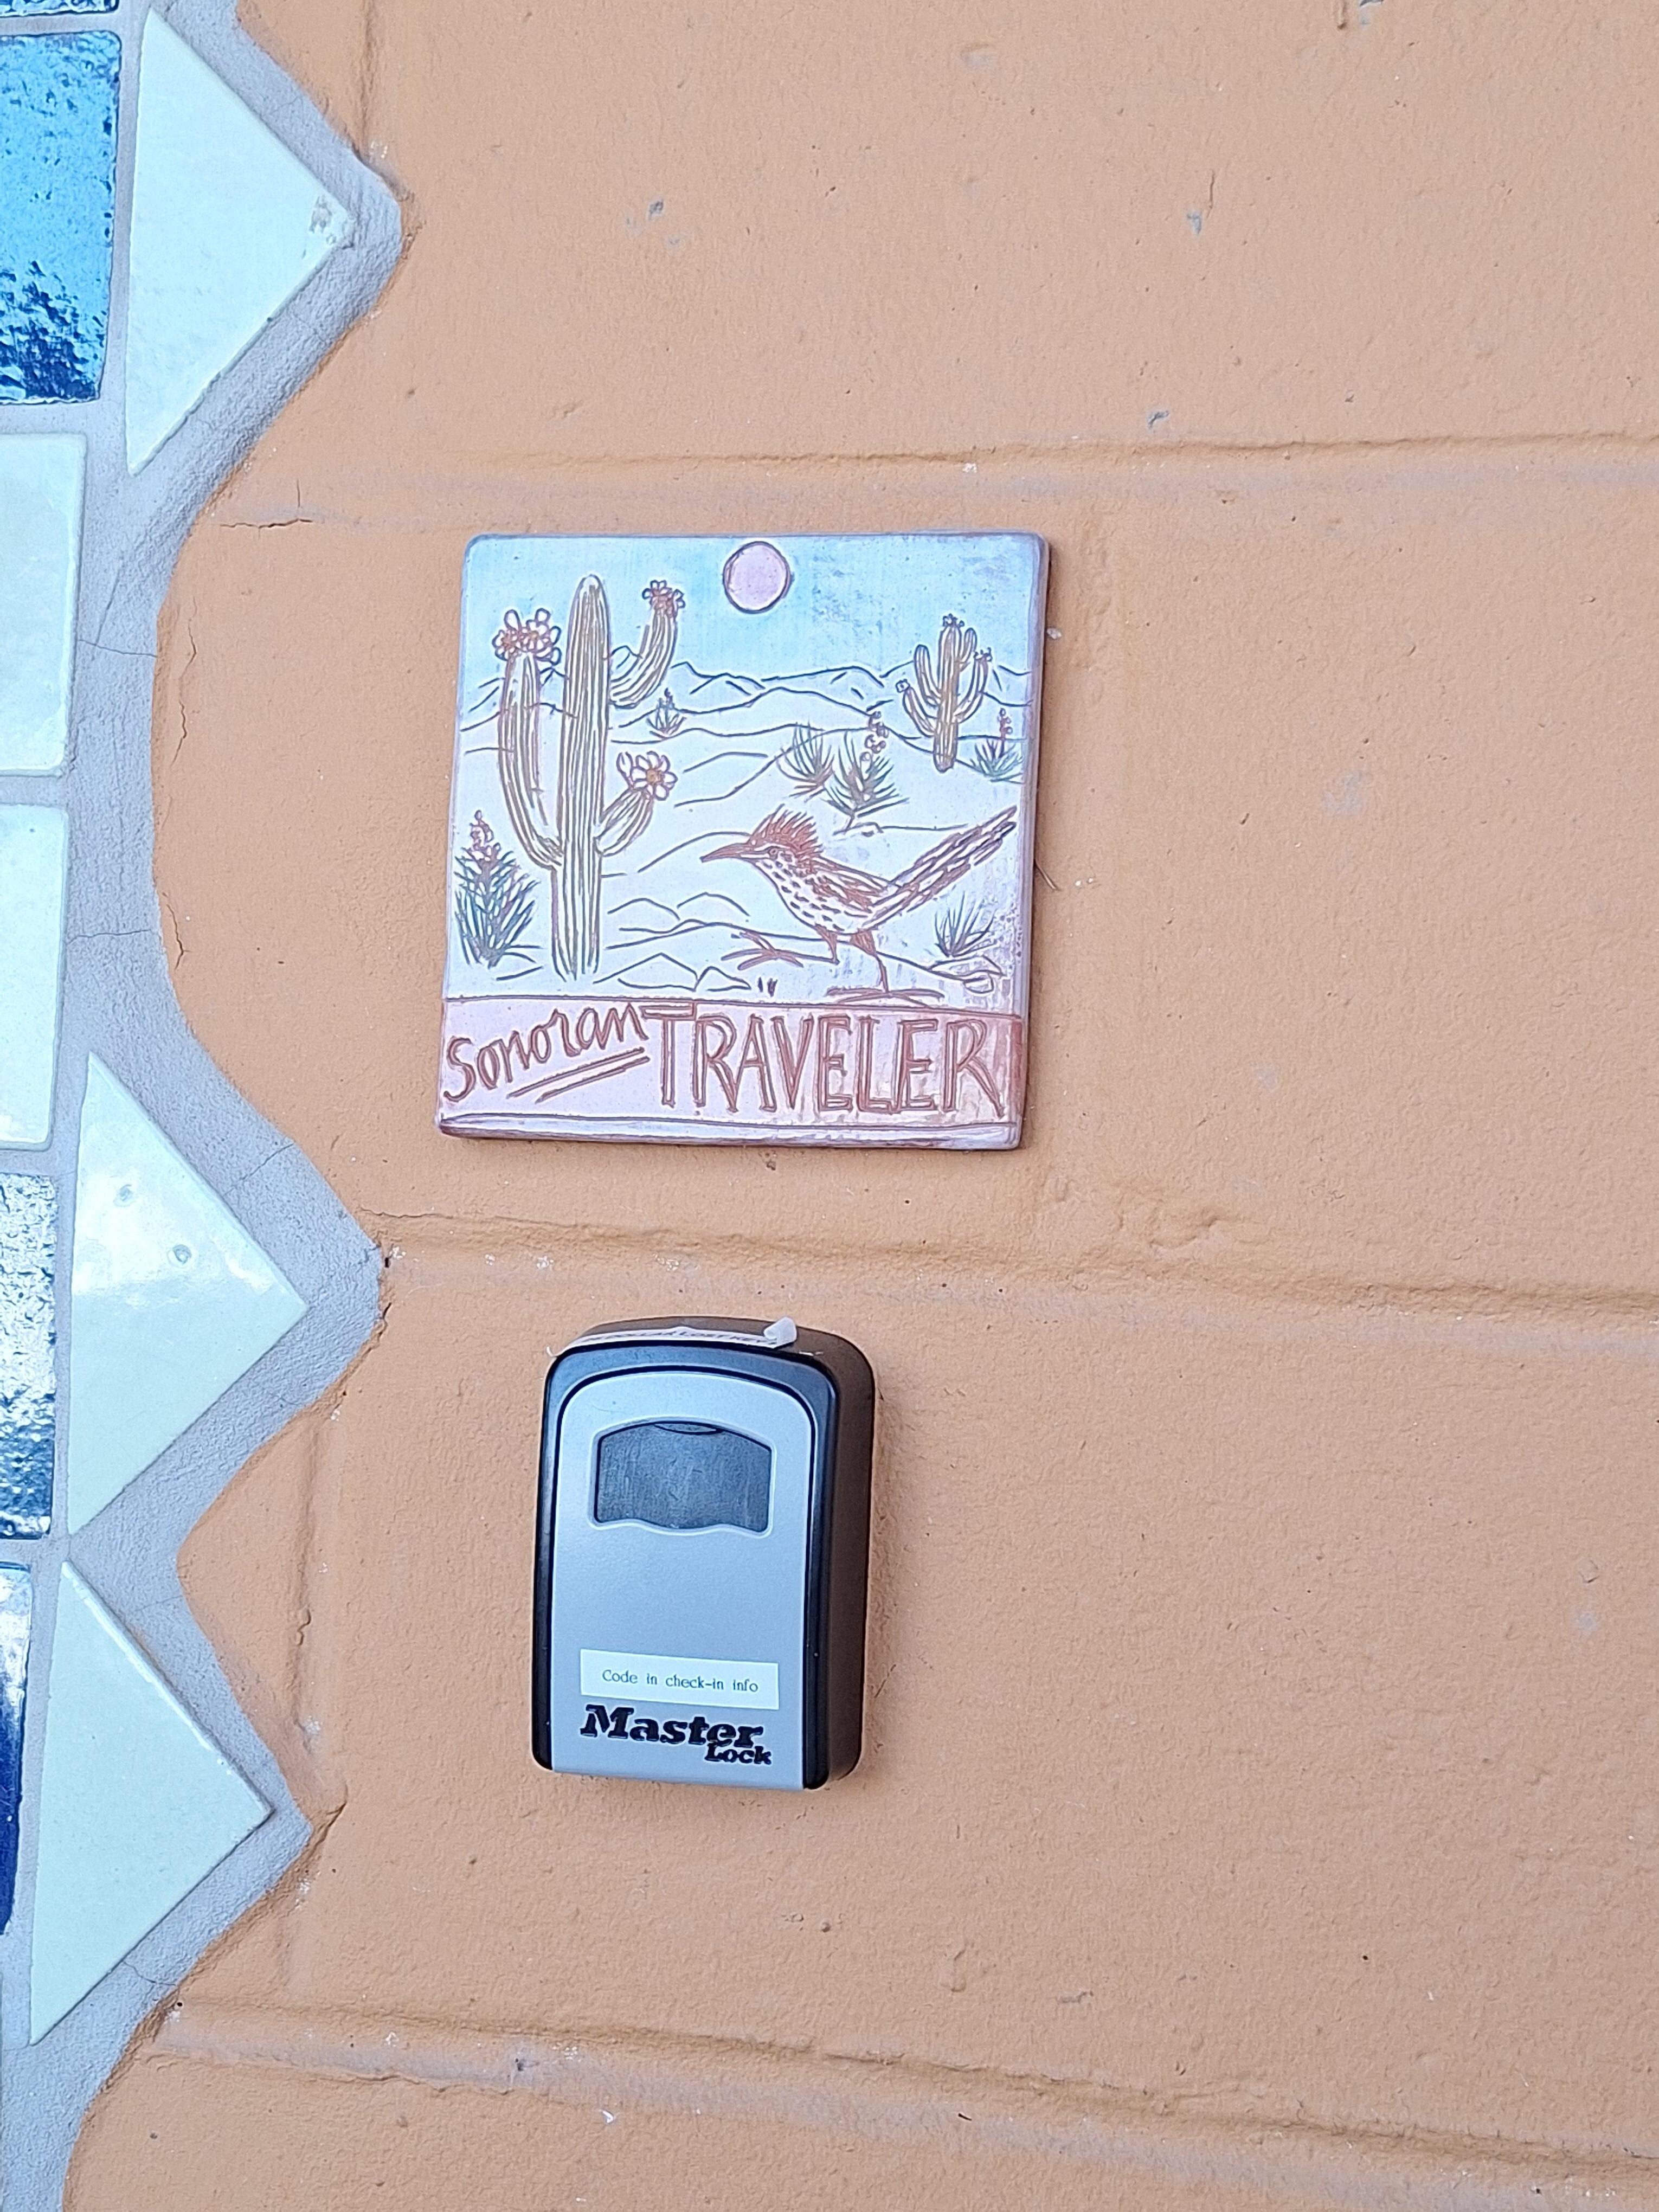 Sonoran TRAVELER
Code in check-in info
Master
Lock